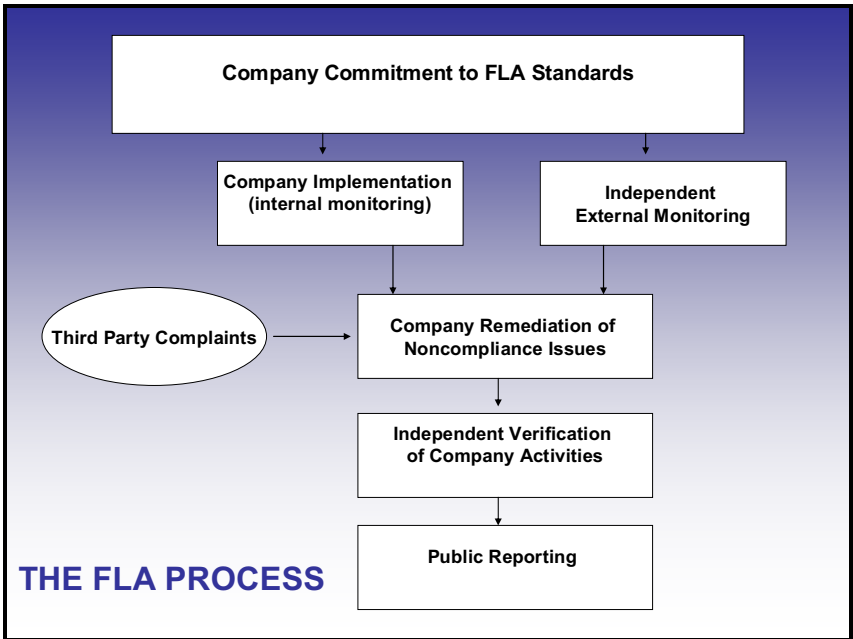 Company Commitment to FLA Standards
Company Implementation
(internal monitoring)
Independent
External Monitoring
Third Party Complaints
Company Remediation of
Noncompliance Issues
Independent Verification
of Company Activities
Public Reporting
THE FLA PROCESS